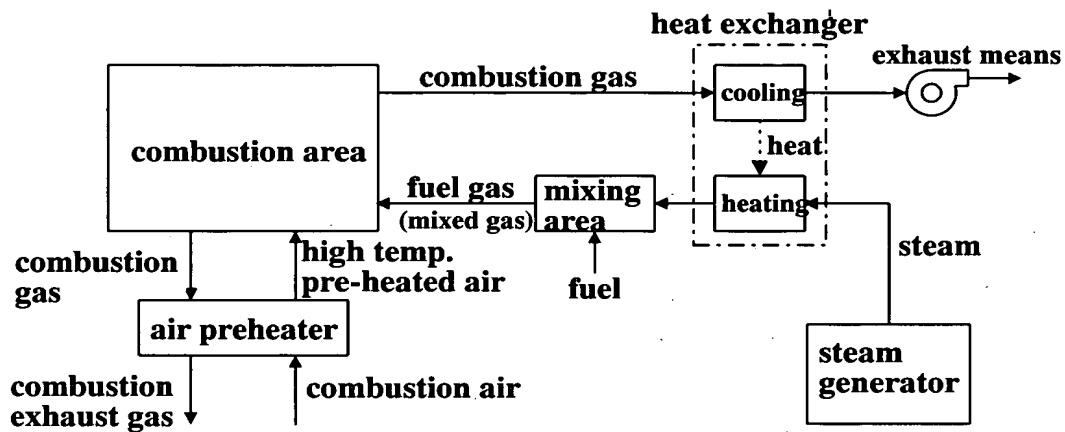 heat exchanger
exhaust means
combustion gas
cooling
combustion area
heat
fuel gas
(mixed gas)
mixing
area
heating
combustion
gas
high temp.
pre-heated air
fuel
steam
air preheater
steam
generator
combustion
exhaust gas
combustion air